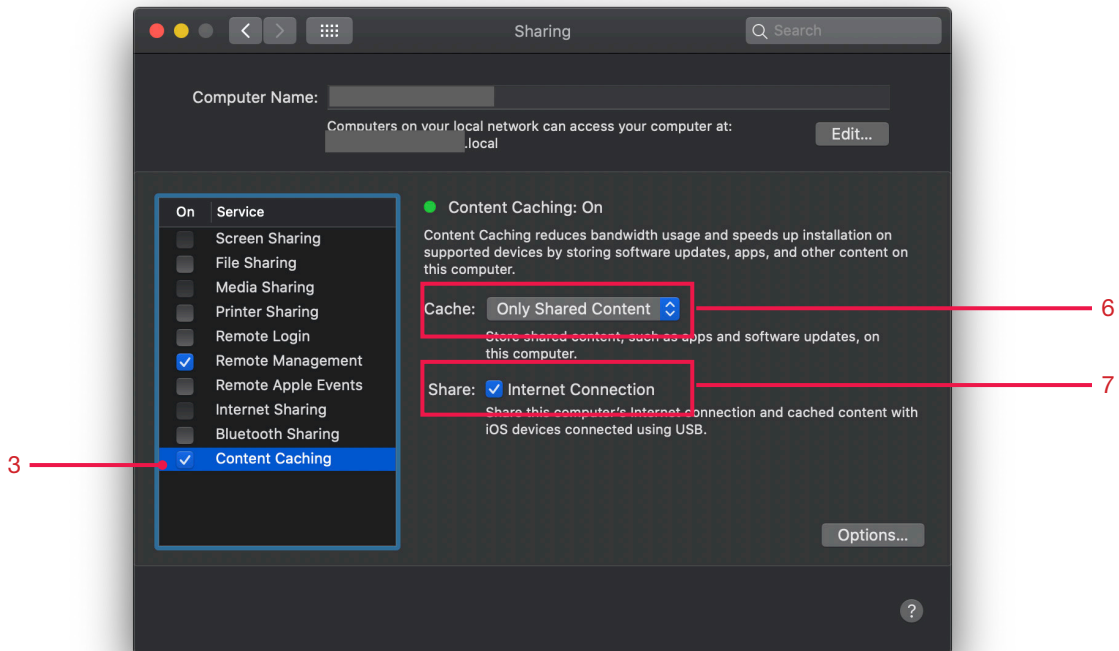 Sharing
Search
Computer Name:
Computers on your local network can access your computer at:
.local
Edit...
On Service
Screen Sharing
File Sharing
Media Sharing
Printer Sharing
Remote Login
Remote Management
Remote Apple Events
Internet Sharing
Bluetooth Sharing
Content Caching
3
Content Caching: On
Content Caching reduces bandwidth usage and speeds up installation on
supported devices by storing software updates, apps, and other content on
this computer.
Cache: Only Shared Content
6
Store shared content, such as apps and software updates, on
this computer.
Share: Internet Connection
7
Share this computer's Internet connection and cached content with
iOS devices connected using USB.
Options...
?